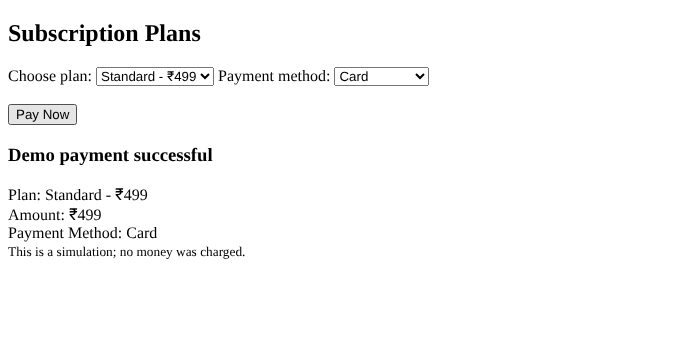 Subscription Plans
Choose plan: Standard - ₹499 Payment method: Card
Pay Now
Demo payment successful
Plan: Standard - ₹499
Amount: ₹499
Payment Method: Card
This is a simulation; no money was charged.